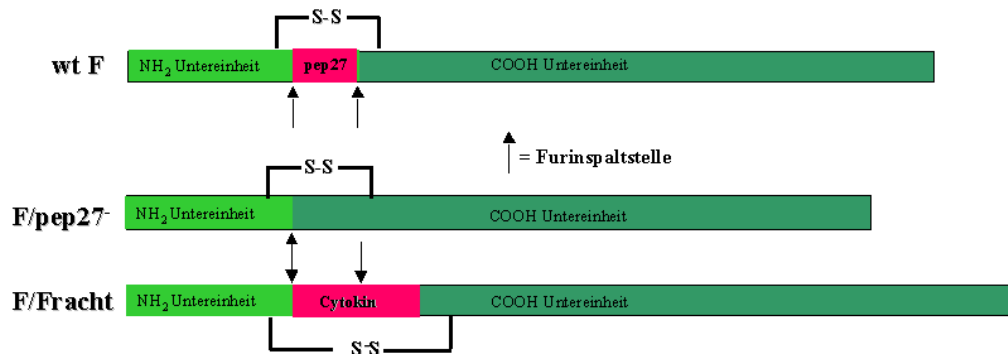 S-S
wt F NH₂ Untereinheit pep27 COOH Untereinheit
= Furinspaltstelle
S-S
F/pep27⁻ NH₂ Untereinheit COOH Untereinheit
F/Fracht NH₂ Untereinheit Cytokin COOH Untereinheit
S-S